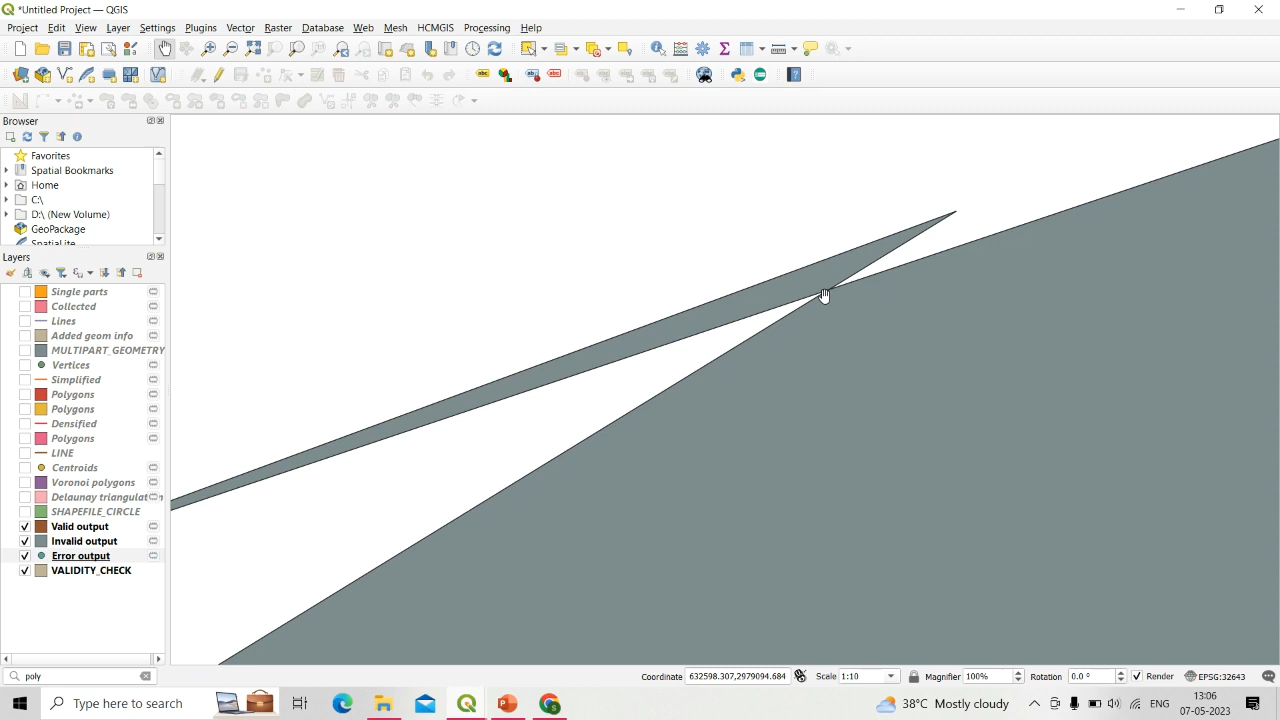 *Untitled Project — QGIS
Project Edit View Layer Settings Plugins Vector Raster Database Web Mesh HCMGIS Processing Help
Browser
Favorites
Spatial Bookmarks
Home
C:\
D:\ (New Volume)
GeoPackage
SpatiaLite
Layers
Single parts
Collected
Lines
Added geom info
MULTIPART_GEOMETRY
Vertices
Simplified
Polygons
Polygons
Densified
Polygons
LINE
Centroids
Voronoi polygons
Delaunay triangulation
SHAPEFILE_CIRCLE
Valid output
Invalid output
Error output
VALIDITY_CHECK
poly
Coordinate 632598.307,2979094.684 Scale 1:10 Magnifier 100% Rotation 0.0 ° Render EPSG:32643
Type here to search
38°C Mostly cloudy
ENG
13:06
07-05-2023